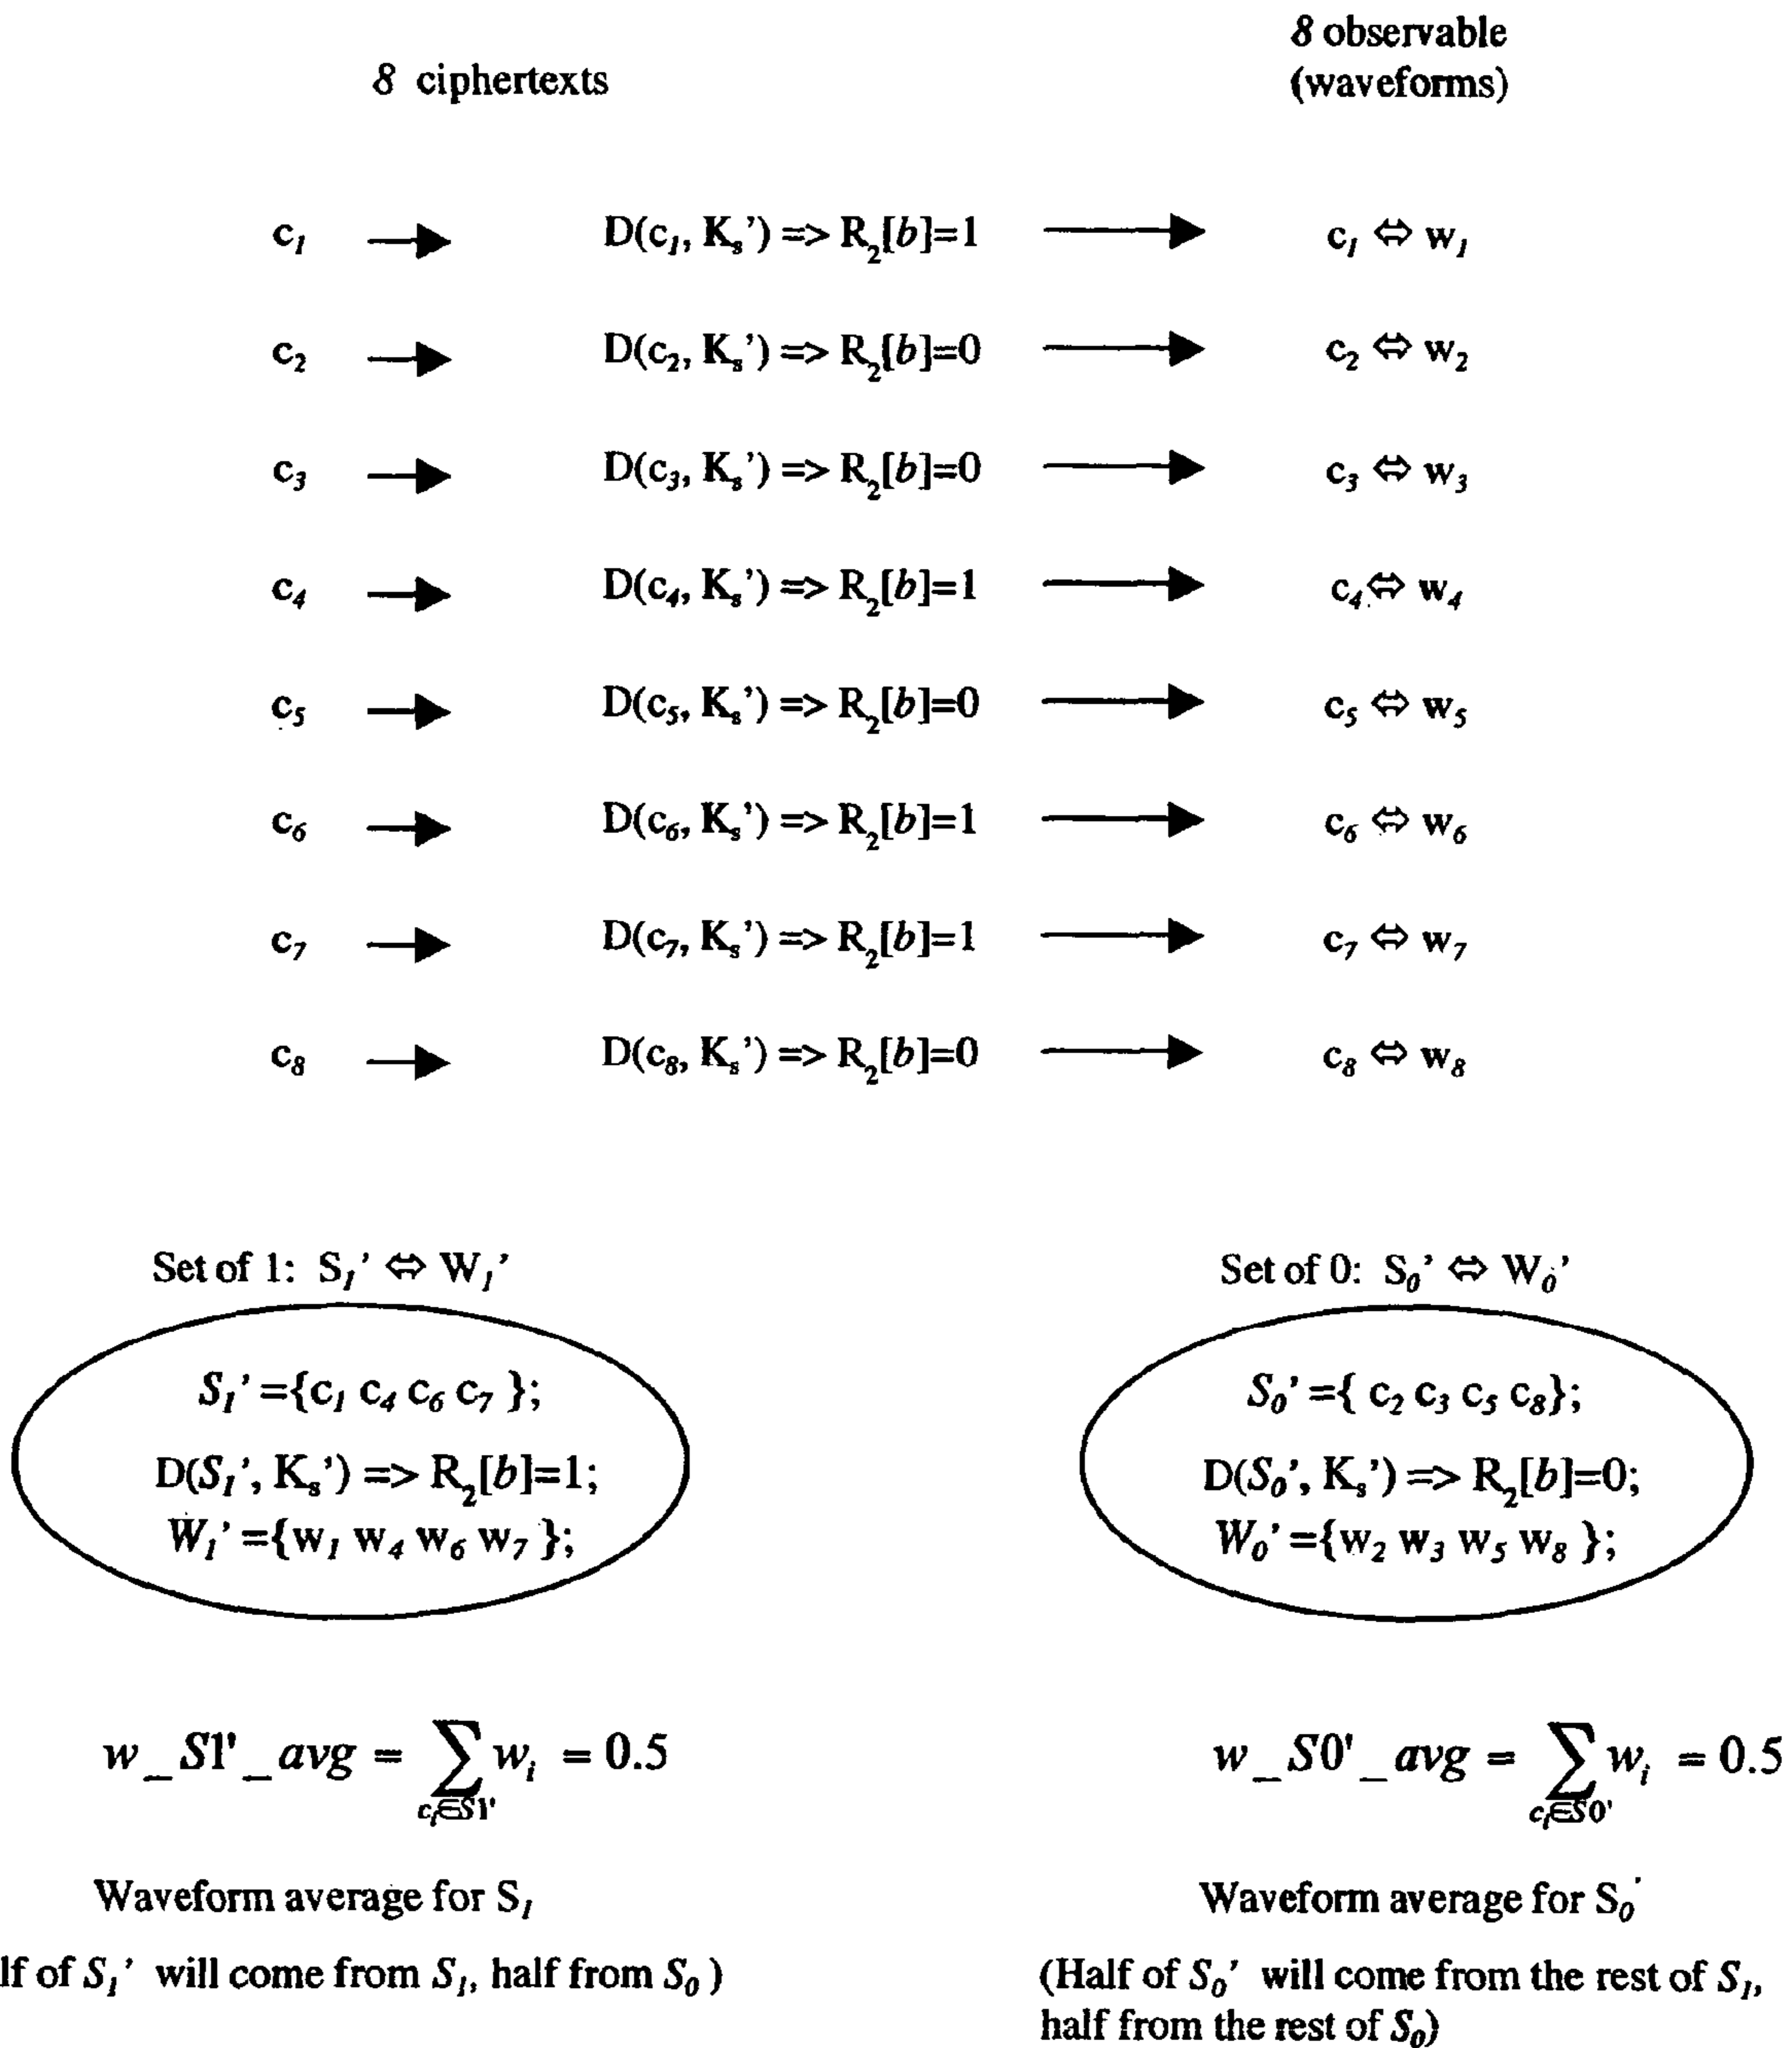 8 ciphertexts
8 observable
(waveforms)
c₁ → D(c₁, Kₛ’) => R₂[b]=1 → c₁ ⇔ w₁
c₂ → D(c₂, Kₛ’) => R₂[b]=0 → c₂ ⇔ w₂
c₃ → D(c₃, Kₛ’) => R₂[b]=0 → c₃ ⇔ w₃
c₄ → D(c₄, Kₛ’) => R₂[b]=1 → c₄ ⇔ w₄
c₅ → D(c₅, Kₛ’) => R₂[b]=0 → c₅ ⇔ w₅
c₆ → D(c₆, Kₛ’) => R₂[b]=1 → c₆ ⇔ w₆
c₇ → D(c₇, Kₛ’) => R₂[b]=1 → c₇ ⇔ w₇
c₈ → D(c₈, Kₛ’) => R₂[b]=0 → c₈ ⇔ w₈
Set of 1: S₁’ ⇔ W₁’
S₁’ ={c₁ c₄ c₆ c₇ };
D(S₁’, Kₛ’) => R₂[b]=1;
W₁’ ={w₁ w₄ w₆ w₇ };
w_S1'_avg = ∑ wᵢ = 0.5
cᵢ∈S1'
Waveform average for S₁
lf of S₁’ will come from S₁, half from S₀ )
Set of 0: S₀’ ⇔ W₀’
S₀’ ={ c₂ c₃ c₅ c₈};
D(S₀’, Kₛ’) => R₂[b]=0;
W₀’ ={w₂ w₃ w₅ w₈ };
w_S0'_avg = ∑ wᵢ = 0.5
cᵢ∈S0'
Waveform average for S₀'
(Half of S₀’ will come from the rest of S₁,
half from the rest of S₀)